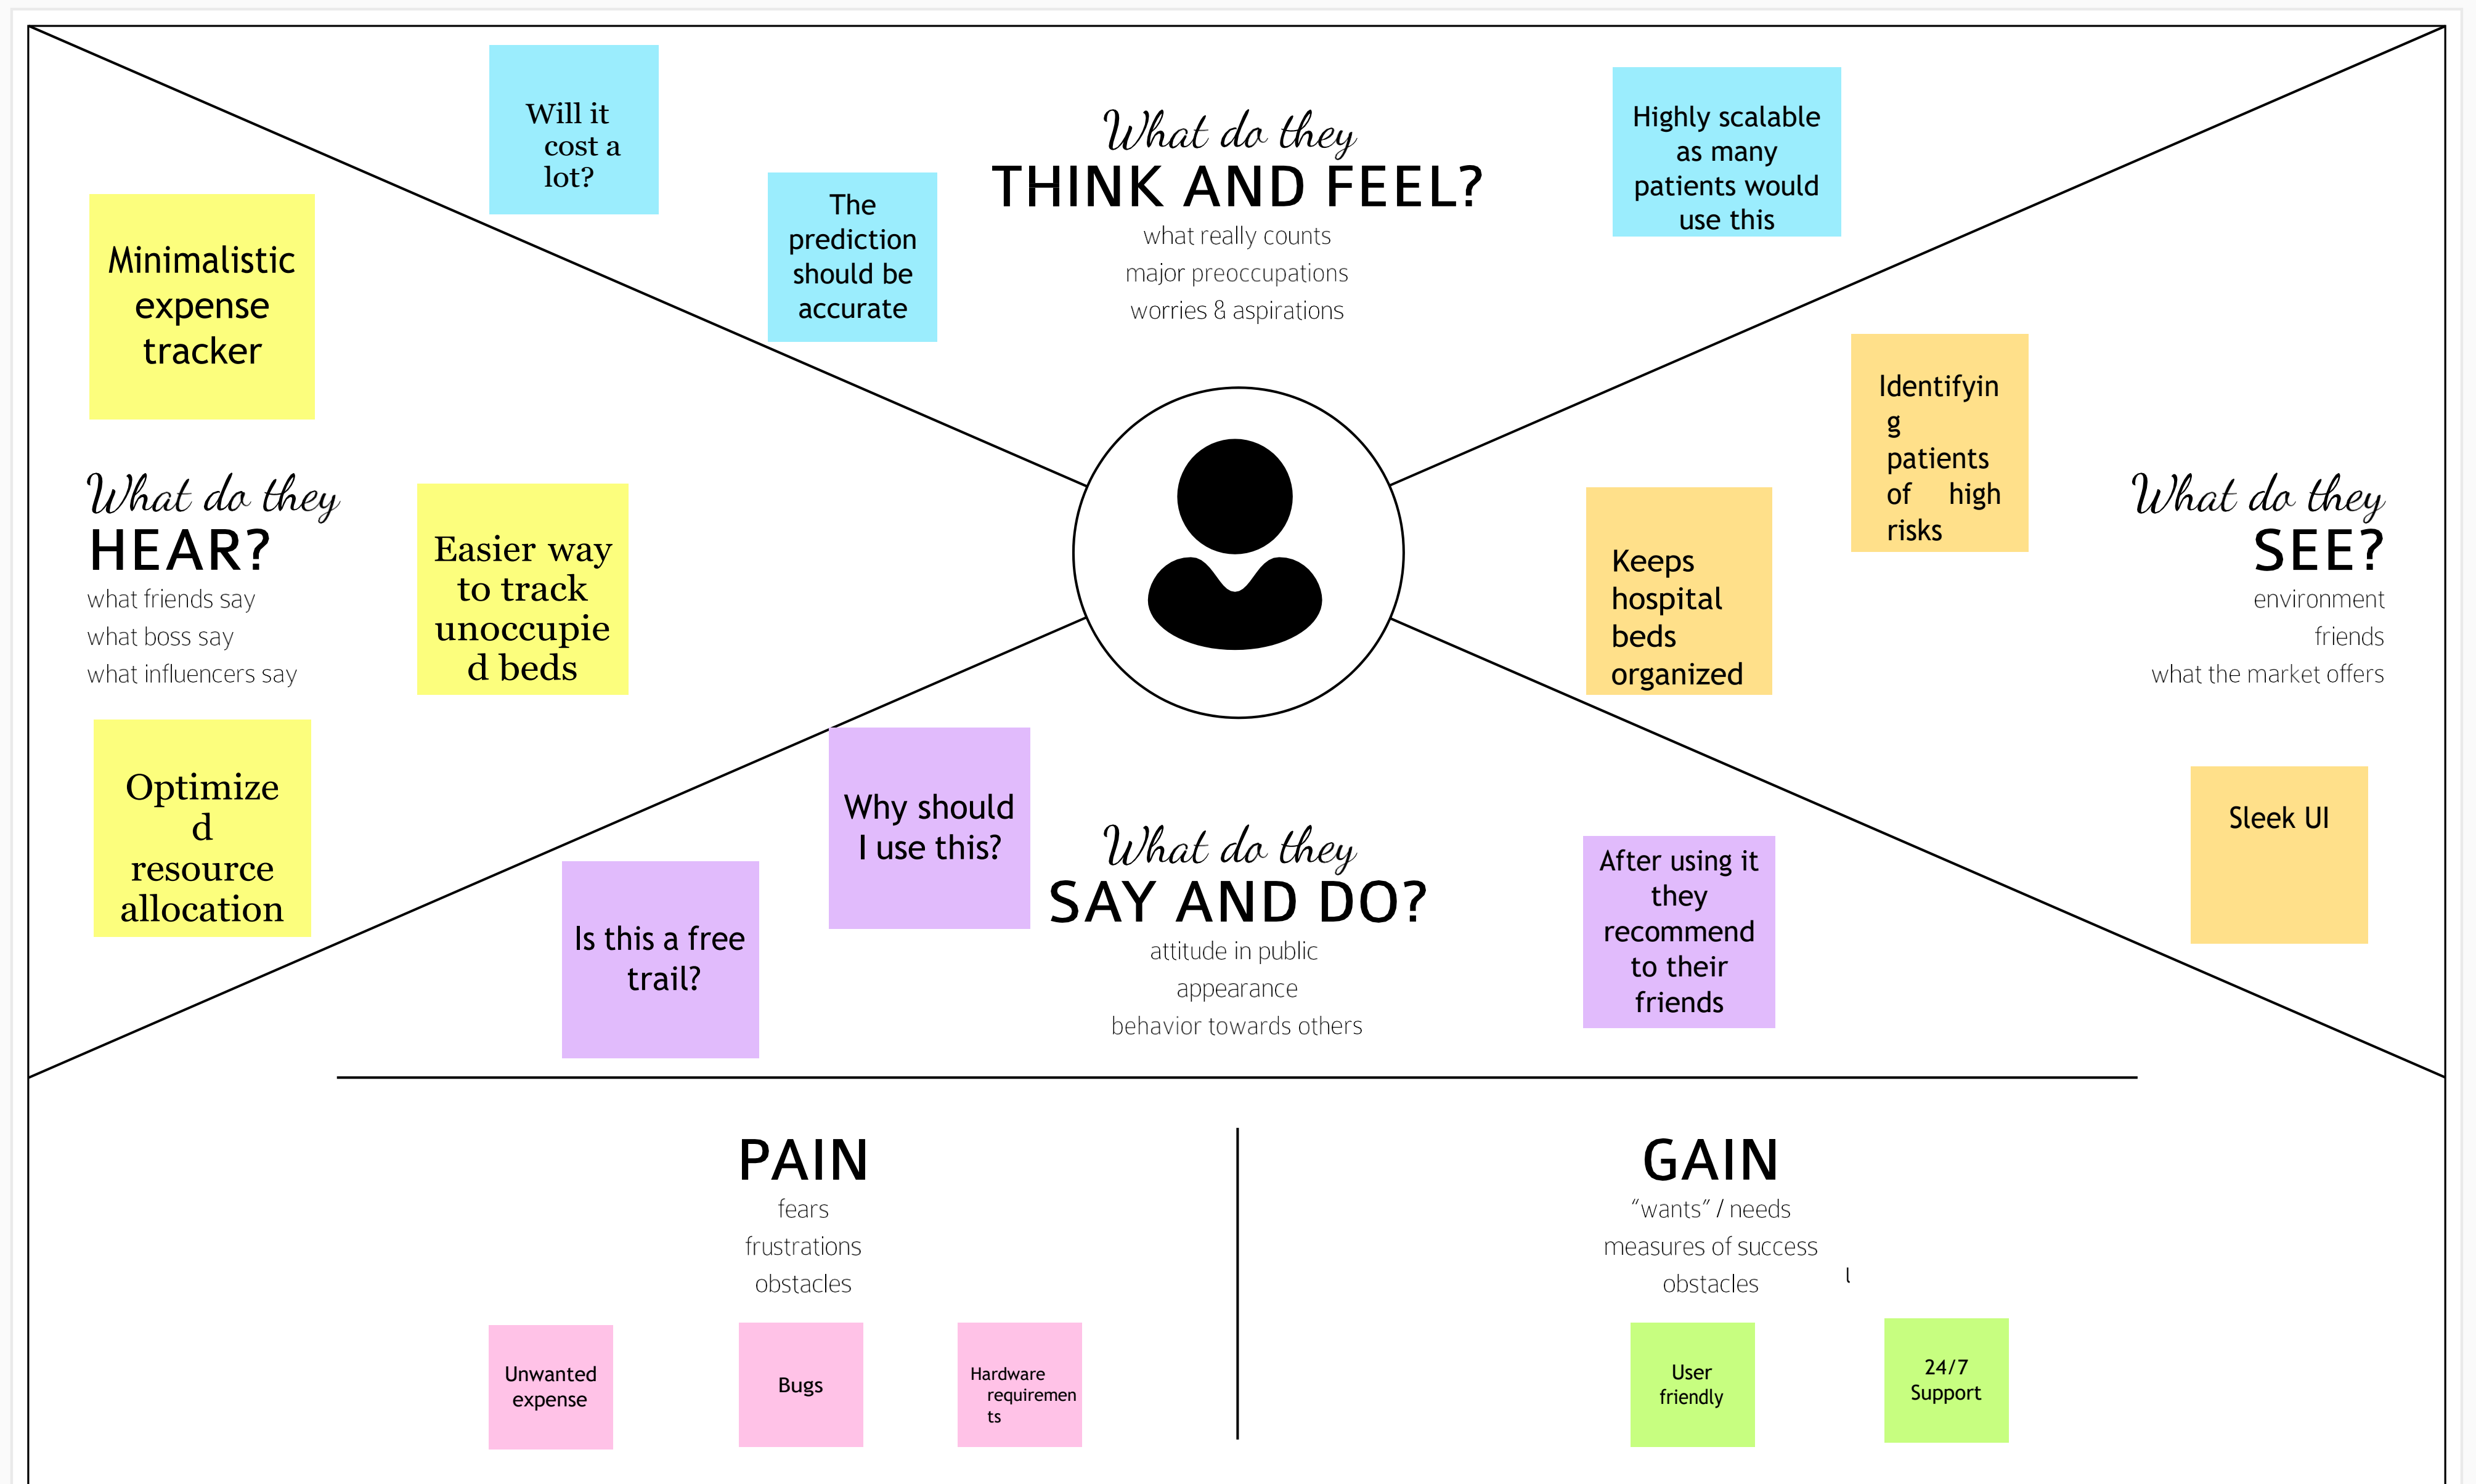 Will it
cost a
lot?
The
prediction
should be
accurate
What do they
THINK AND FEEL?
what really counts
major preoccupations
worries & aspirations
Highly scalable
as many
patients would
use this
Minimalistic
expense
tracker
What do they
HEAR?
what friends say
what boss say
what influencers say
Easier way
to track
unoccupie
d beds
Optimize
d
resource
allocation
Identifyin
g
patients
of high
risks
Keeps
hospital
beds
organized
What do they
SEE?
environment
friends
what the market offers
Sleek UI
Why should
I use this?
Is this a free
trail?
What do they
SAY AND DO?
attitude in public
appearance
behavior towards others
After using it
they
recommend
to their
friends
PAIN
fears
frustrations
obstacles
Unwanted
expense
Bugs
Hardware
requiremen
ts
GAIN
“wants” / needs
measures of success
obstacles
l
User
friendly
24/7
Support